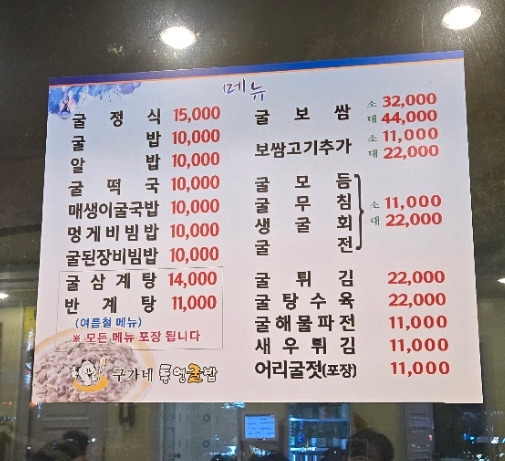 메뉴
굴정식 15,000
굴밥 10,000
알밥 10,000
굴떡국 10,000
매생이굴국밥 10,000
멍게비빔밥 10,000
굴된장비빔밥 10,000
굴삼계탕 14,000
반계탕 11,000
(여름철 메뉴)
※ 모든 메뉴 포장 됩니다
구가네 통영굴밥
굴보쌈 소 32,000
대 44,000
보쌈고기추가 소 11,000
대 22,000
굴모듬
굴무침 소 11,000
생굴회 대 22,000
굴전
굴튀김 22,000
굴탕수육 22,000
굴해물파전 11,000
새우튀김 11,000
어리굴젓(포장) 11,000